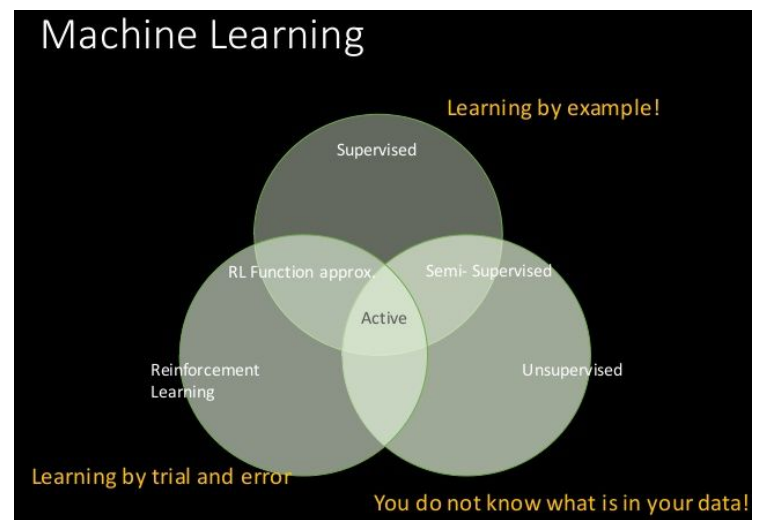 Machine Learning
Learning by example!
Supervised
RL Function approx.
Semi- Supervised
Active
Reinforcement
Learning
Unsupervised
Learning by trial and error
You do not know what is in your data!